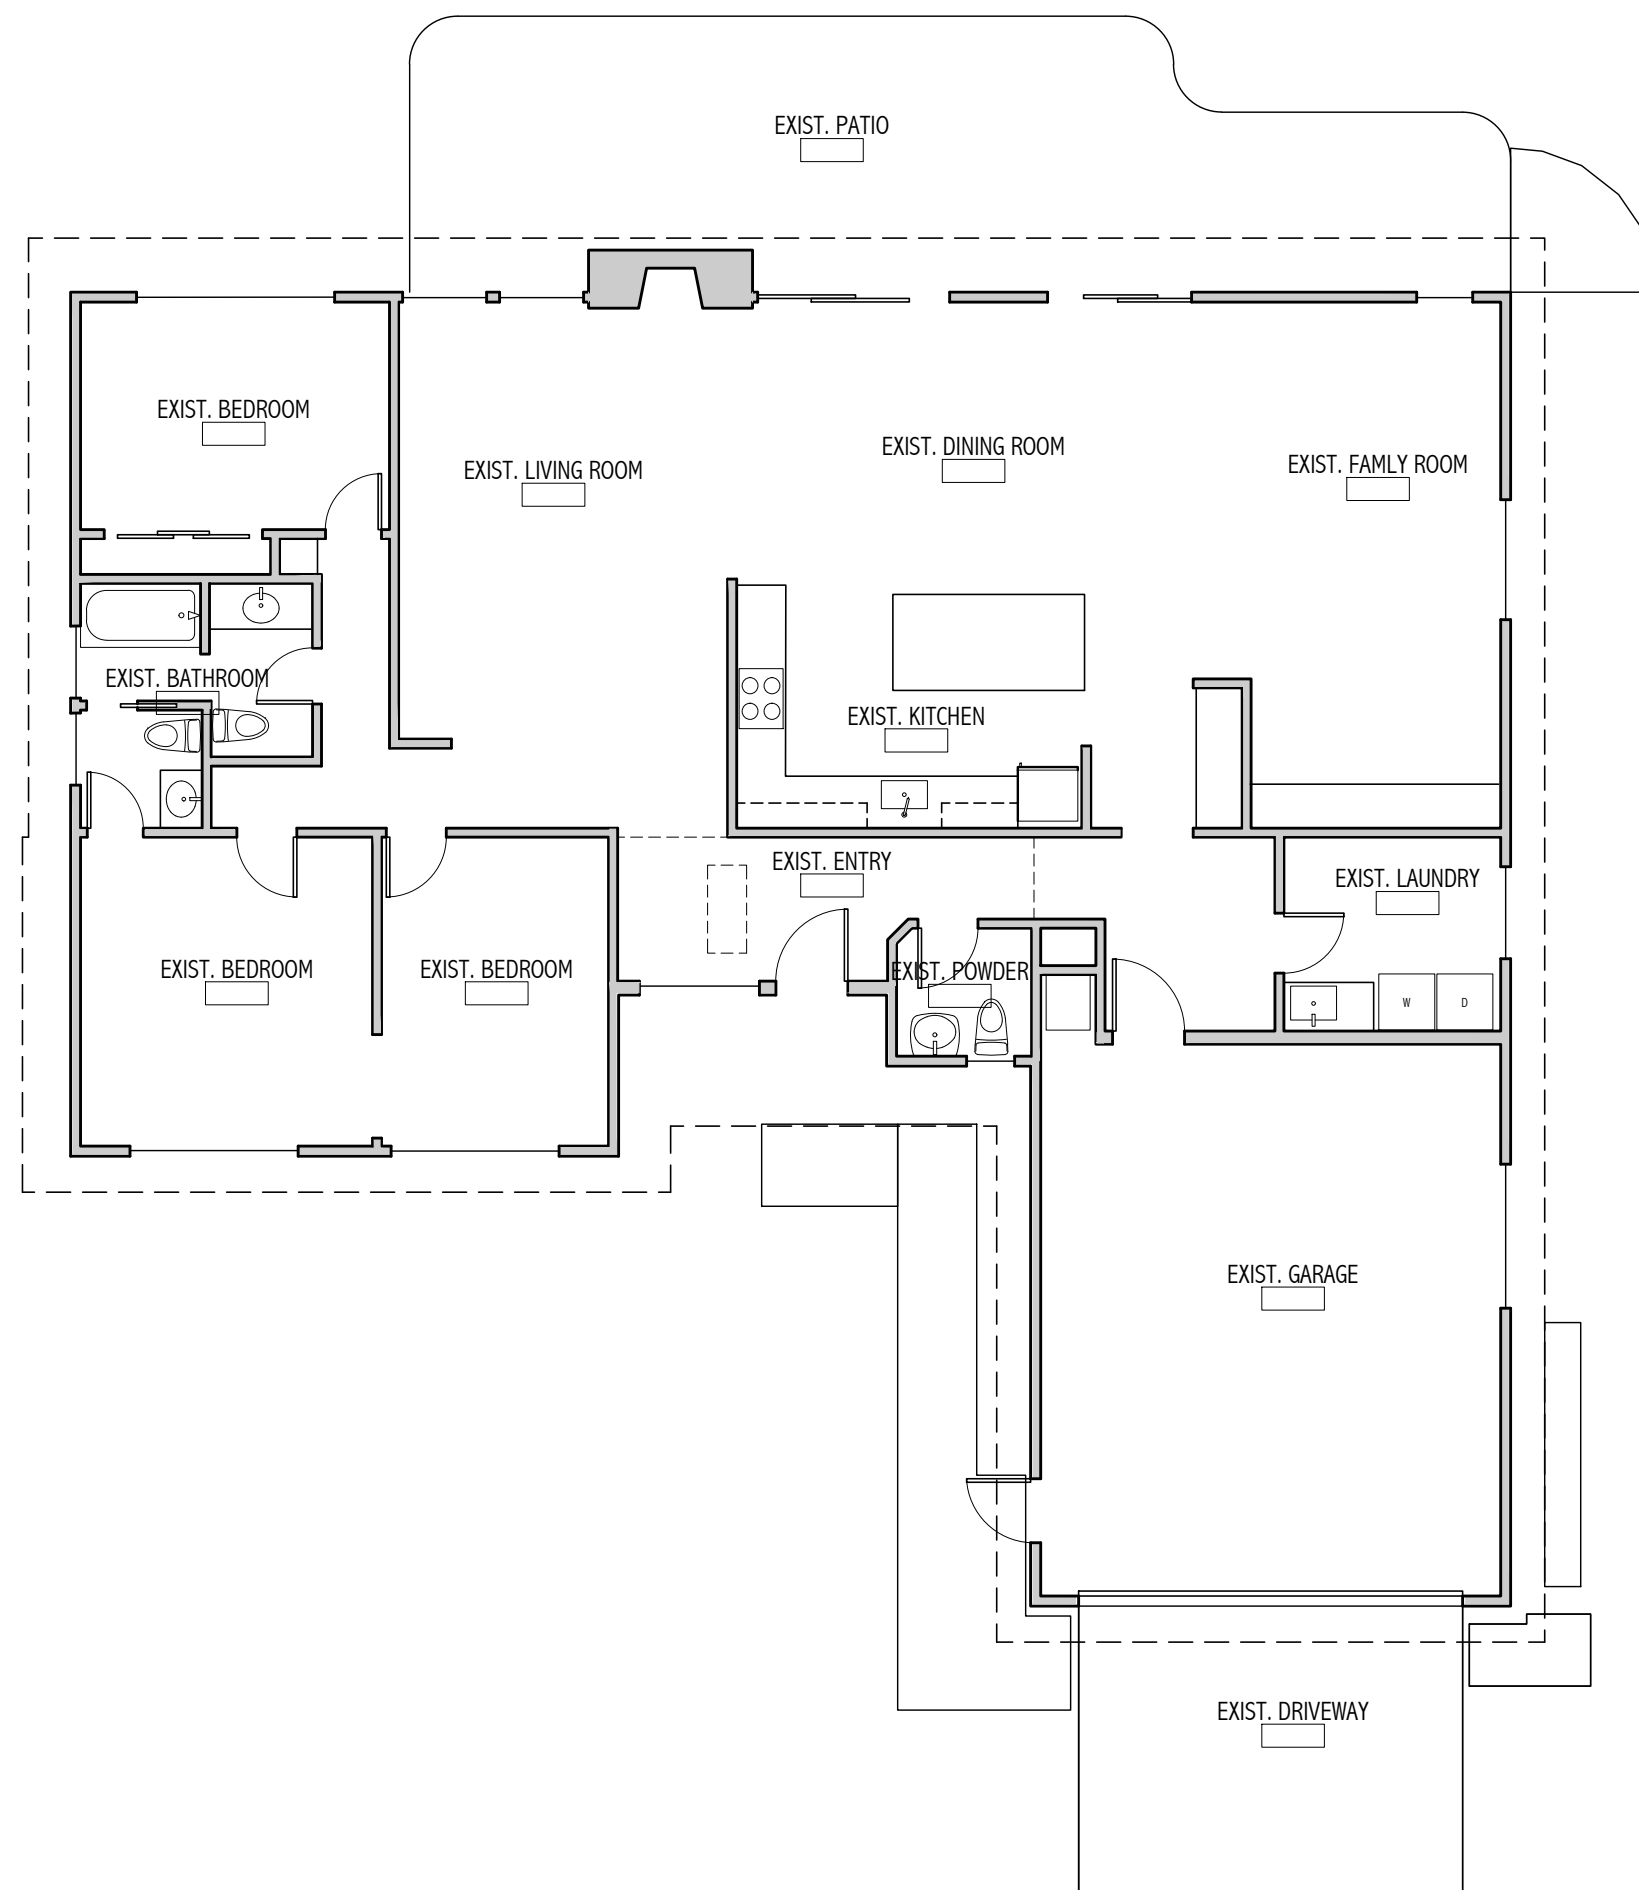 EXIST. PATIO
EXIST. BEDROOM
EXIST. LIVING ROOM
EXIST. DINING ROOM
EXIST. FAMLY ROOM
EXIST. BATHROOM
EXIST. KITCHEN
EXIST. ENTRY
EXIST. LAUNDRY
EXIST. BEDROOM
EXIST. BEDROOM
EXIST. POWDER
W
D
EXIST. GARAGE
EXIST. DRIVEWAY